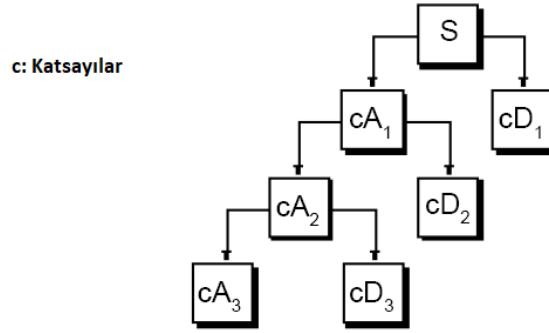 S
c: Katsayılar
cA₁ cD₁
cA₂ cD₂
cA₃ cD₃